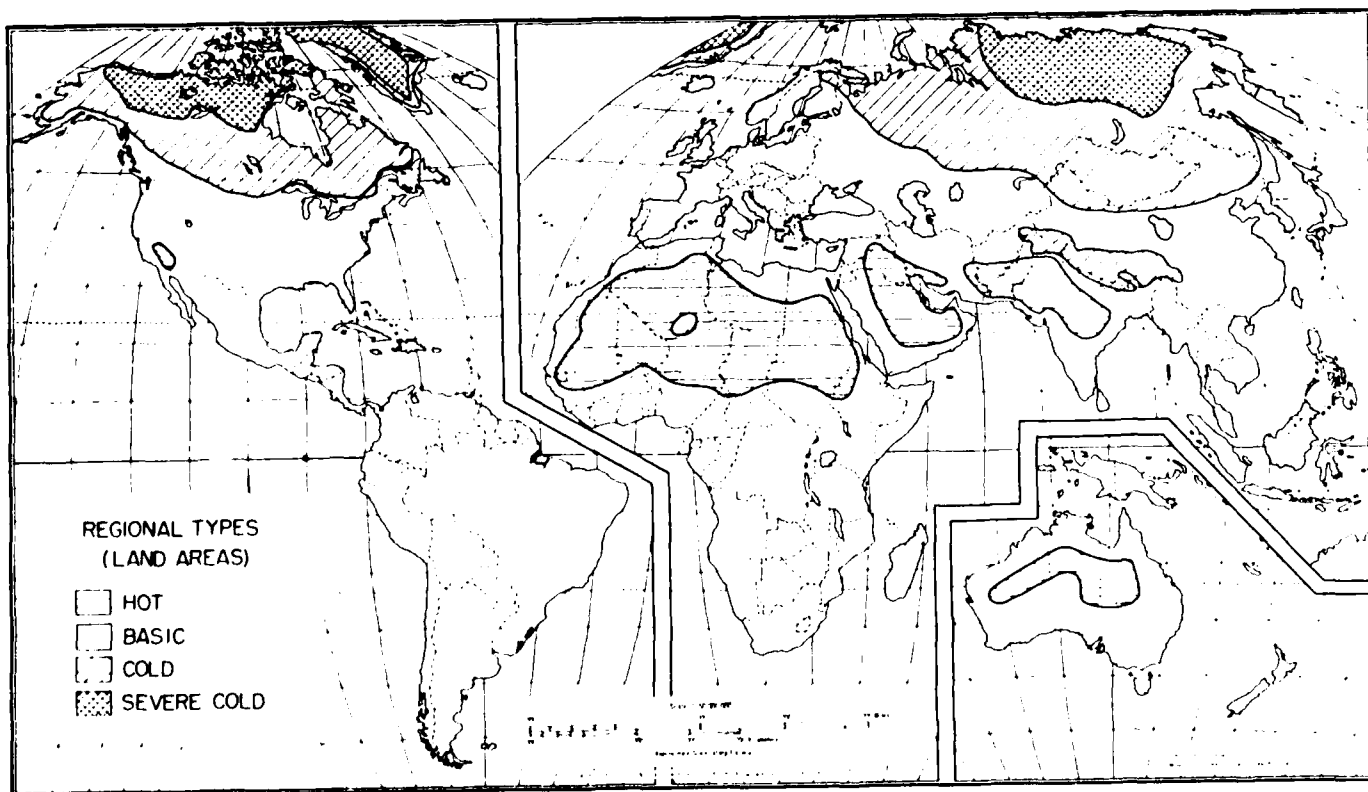 REGIONAL TYPES
(LAND AREAS)
HOT
BASIC
COLD
SEVERE COLD